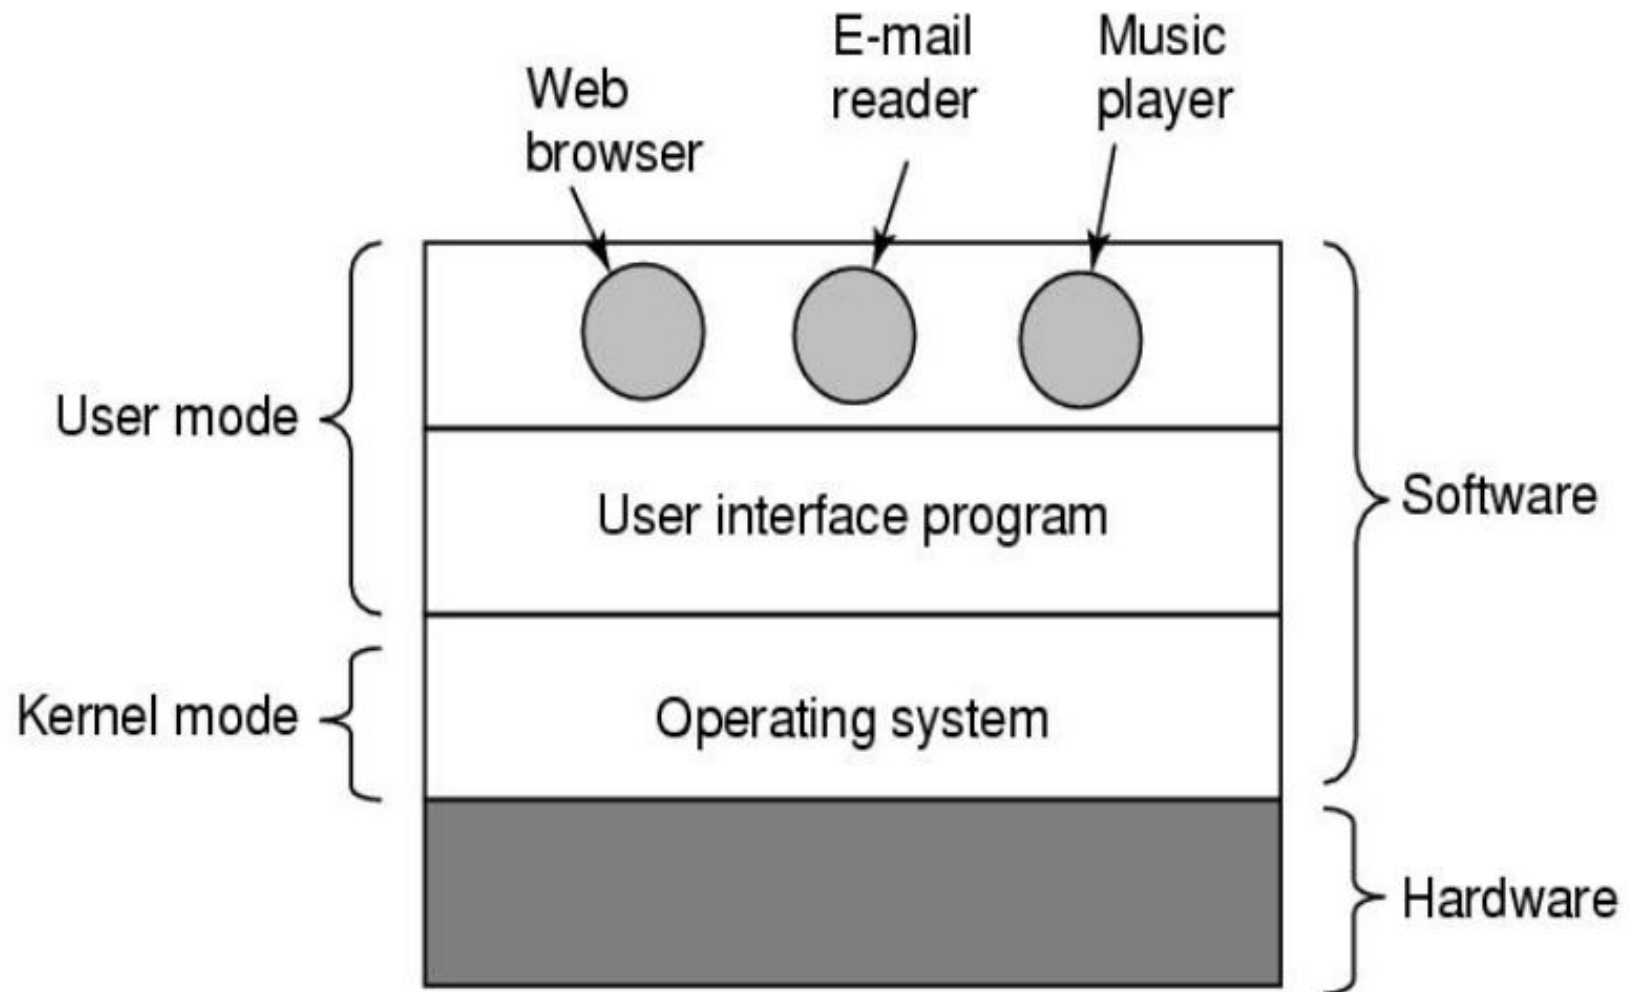 Web
browser
E-mail
reader
Music
player
User mode
User interface program
Software
Kernel mode
Operating system
Hardware